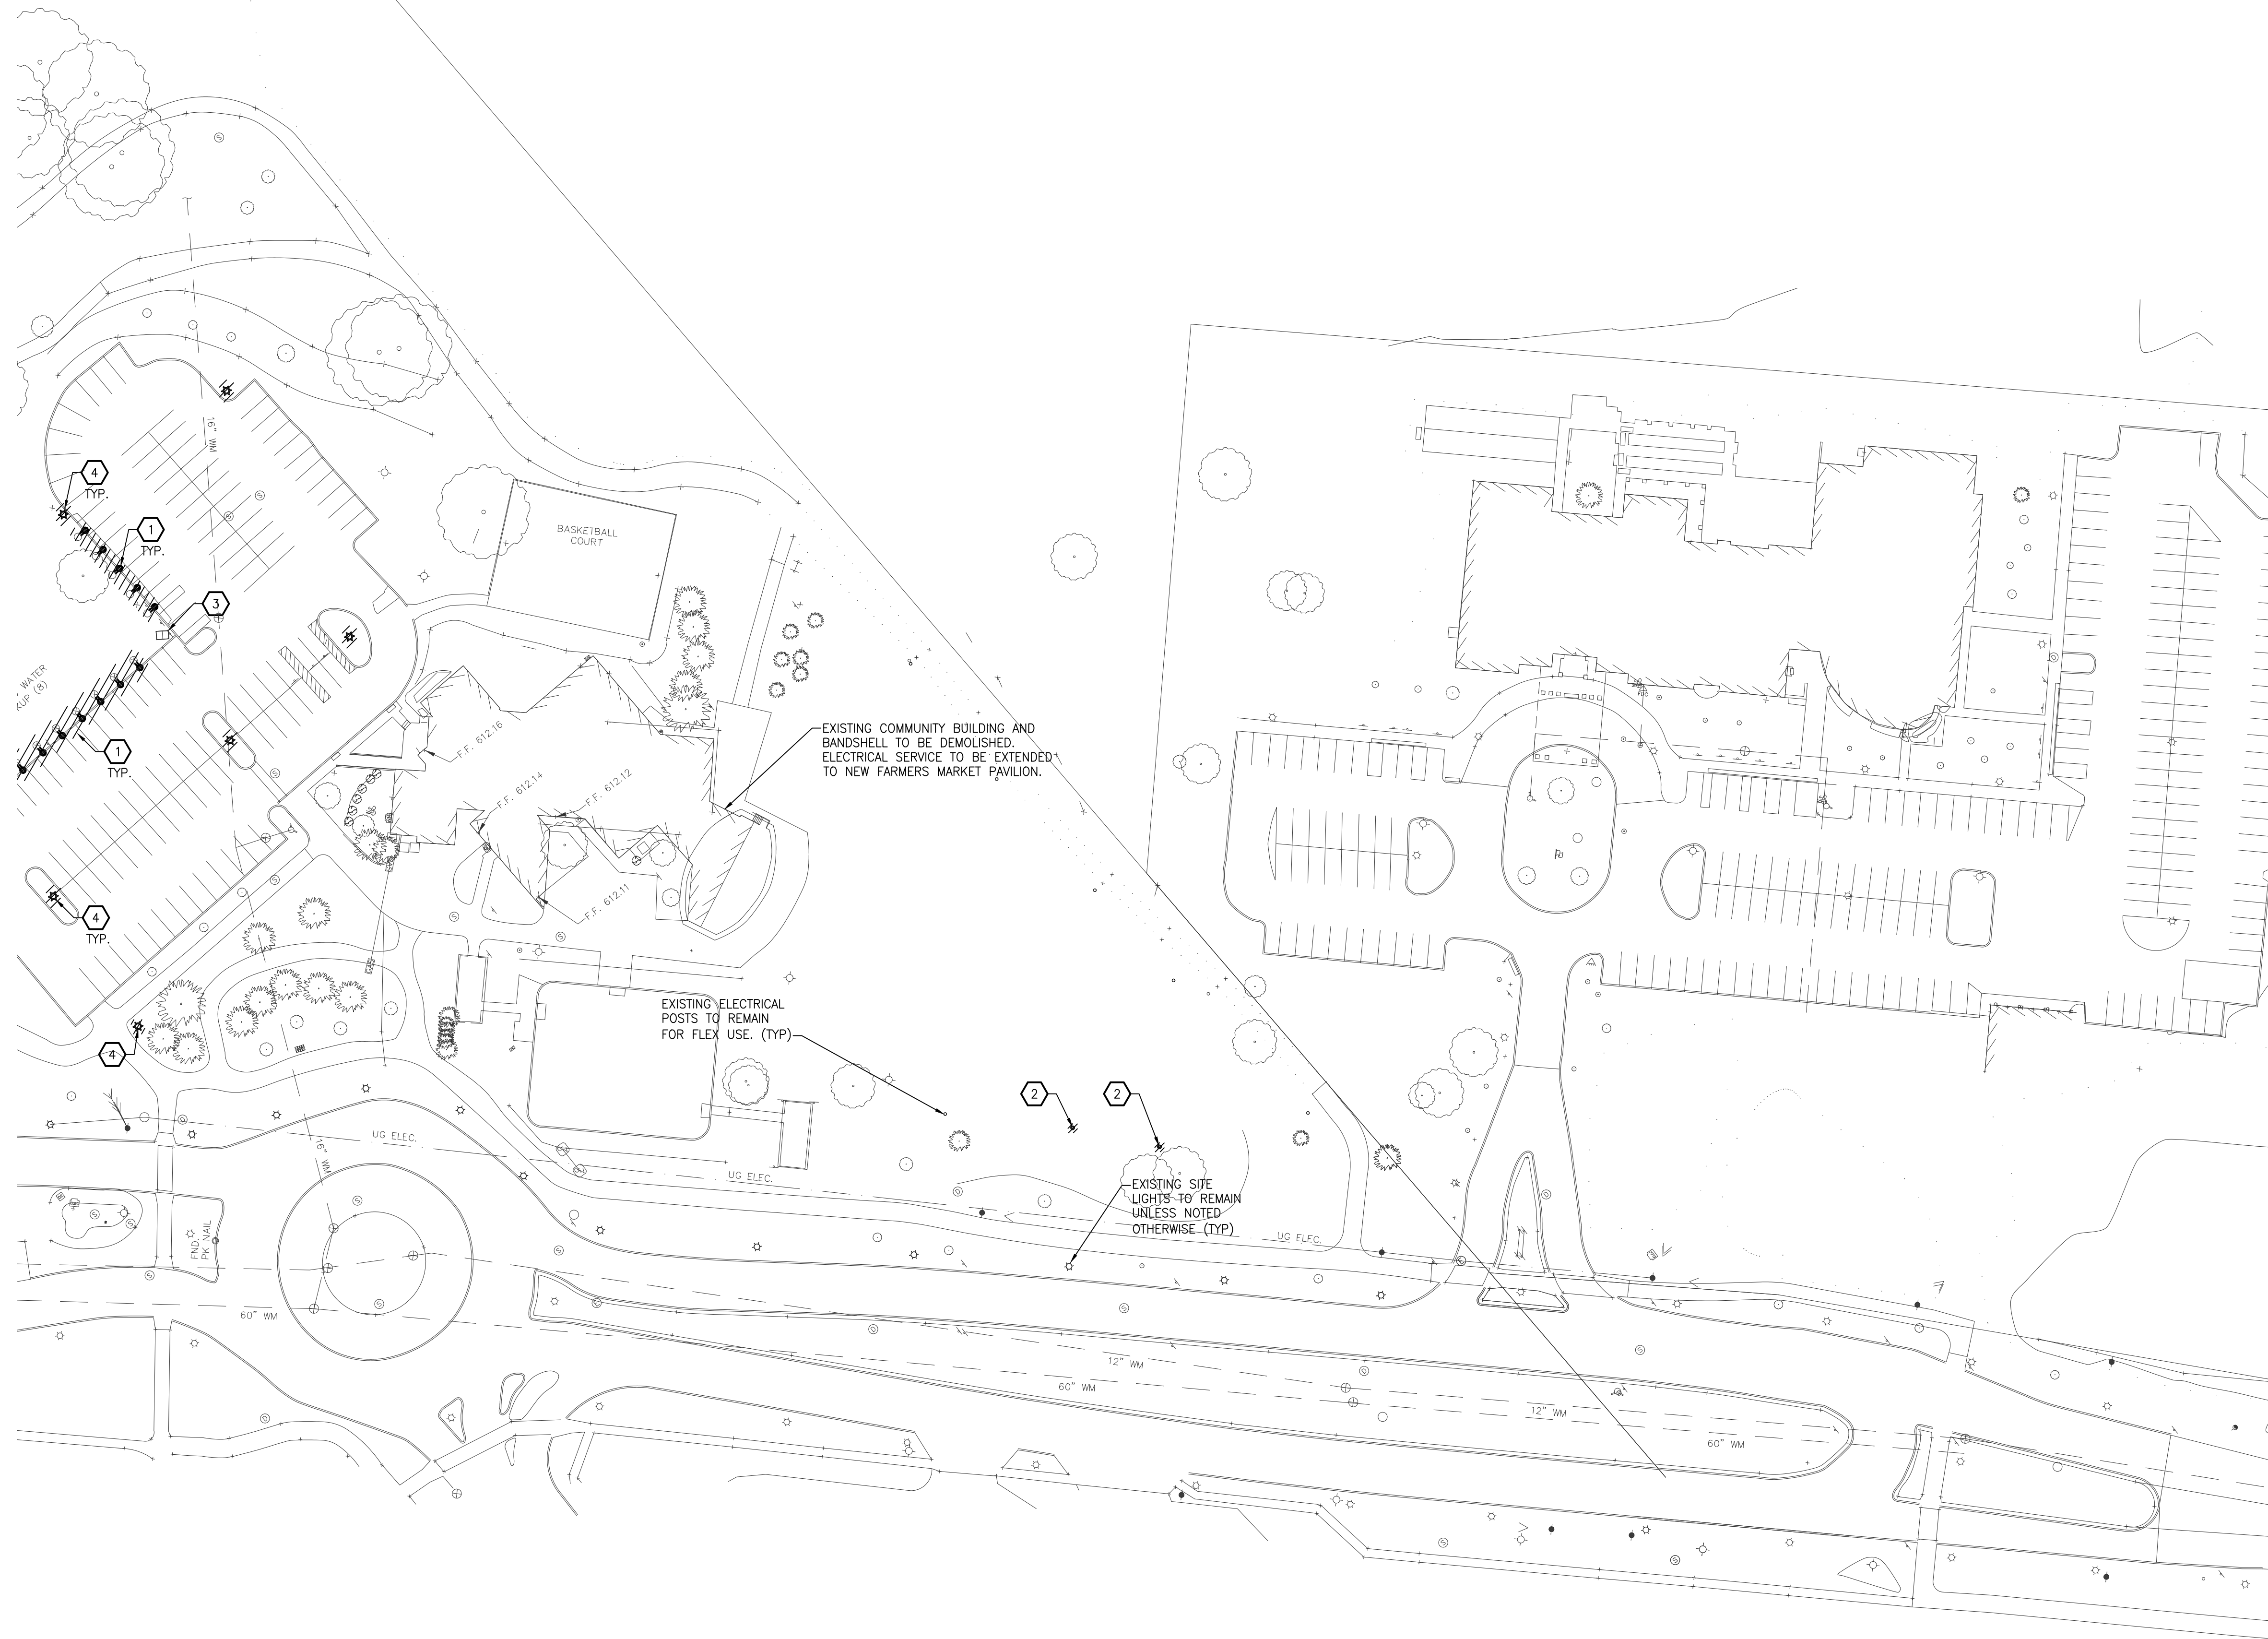 16" WM
4
TYP.
1
TYP.
BASKETBALL
COURT
3
WATER
KUP (8)
1
TYP.
F.F. 612.16
EXISTING COMMUNITY BUILDING AND
BANDSHELL TO BE DEMOLISHED.
ELECTRICAL SERVICE TO BE EXTENDED
TO NEW FARMERS MARKET PAVILION.
F.F. 612.14
F.F. 612.12
F.F. 612.11
4
TYP.
EXISTING ELECTRICAL
POSTS TO REMAIN
FOR FLEX USE. (TYP)
4
2
2
16" WM
UG ELEC.
UG ELEC.
EXISTING SITE
LIGHTS TO REMAIN
UNLESS NOTED
OTHERWISE (TYP)
UG ELEC.
FND.
PK NAIL
60" WM
12" WM
60" WM
12" WM
60" WM